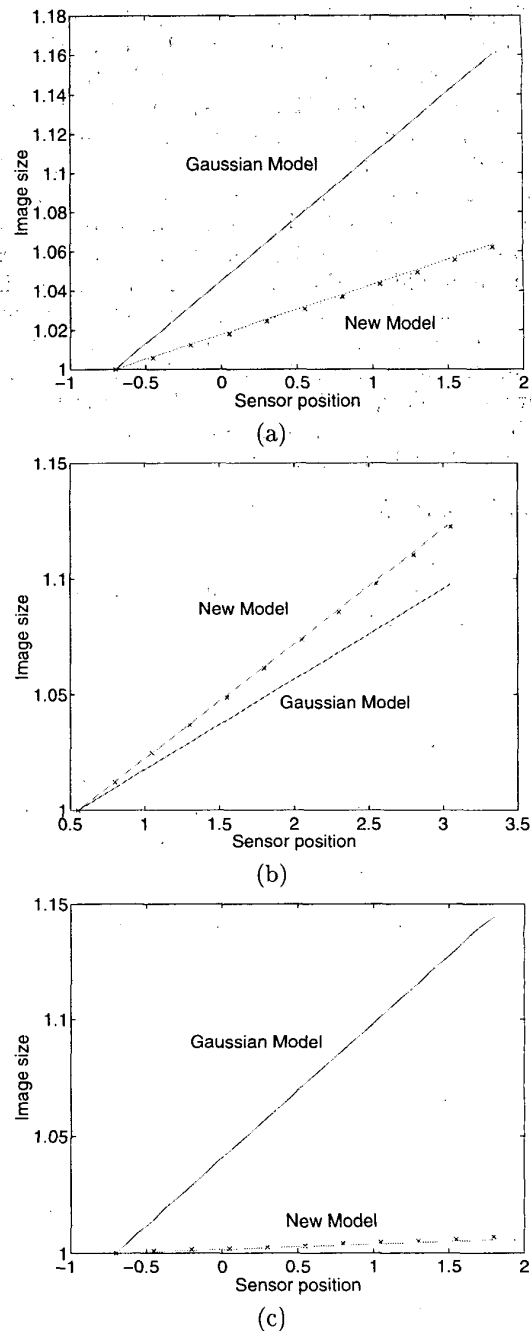 1.18
1.16
1.14
1.12
1.1
1.08
1.06
1.04
1.02
1
Image size
Gaussian Model
New Model
-1 -0.5 0 0.5 1 1.5 2
Sensor position
(a)
1.15
1.1
1.05
1
Image size
New Model
Gaussian Model
0.5 1 1.5 2 2.5 3 3.5
Sensor position
(b)
1.15
1.1
1.05
1
Image size
Gaussian Model
New Model
-1 -0.5 0 0.5 1 1.5 2
Sensor position
(c)